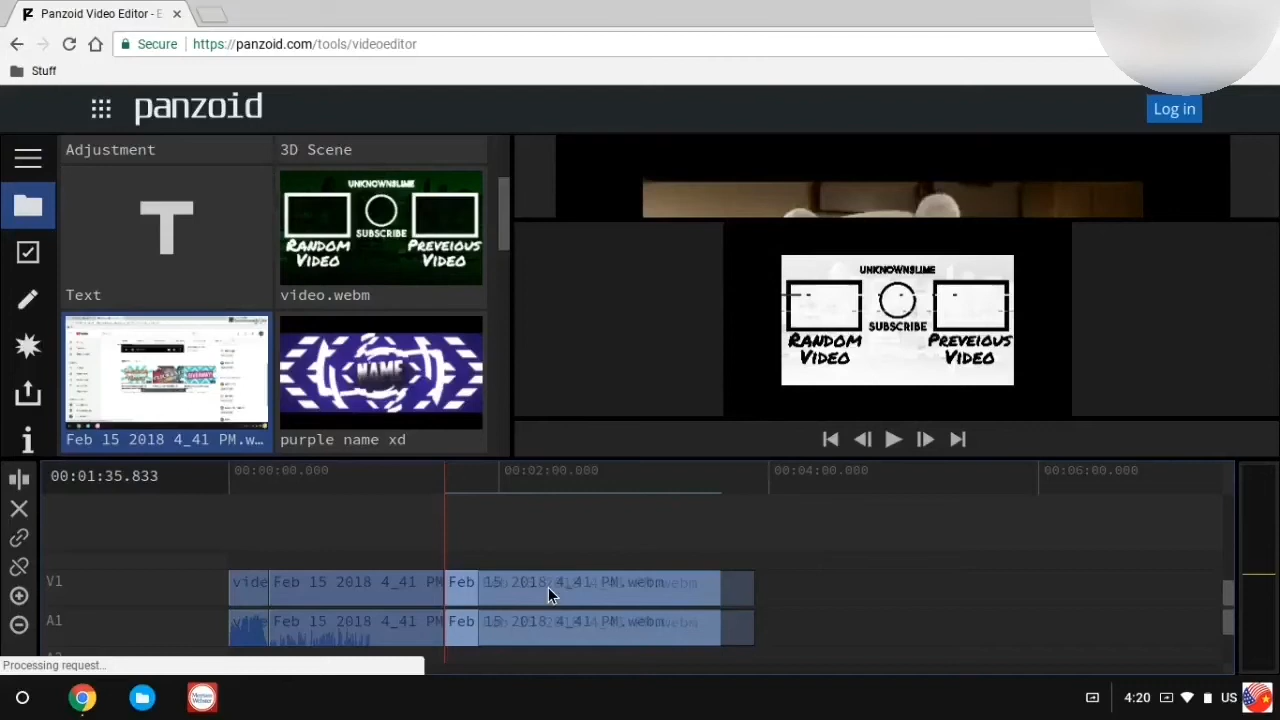 Panzoid Video Editor - E
Secure
https://panzoid.com/tools/videoeditor
Stuff
panzoid
Log in
Adjustment
3D Scene
T
Text
UNKNOWNSLIME
SUBSCRIBE
RANDOM VIDEO
PREVEIOUS VIDEO
video.webm
Feb 15 2018 4_41 PM.w…
purple name xd
UNKNOWNSLIME
SUBSCRIBE
RANDOM VIDEO
PREVEIOUS VIDEO
00:01:35.833
00:00:00.000
00:02:00.000
00:04:00.000
00:06:00.000
V1
vide
Feb 15 2018 4_41 PM
Feb 15 2018 4_41 PM.webm
A1
Feb 15 2018 4_41 PM
Feb 15 2018 4_41 PM.webm
Processing request...
4:20
US